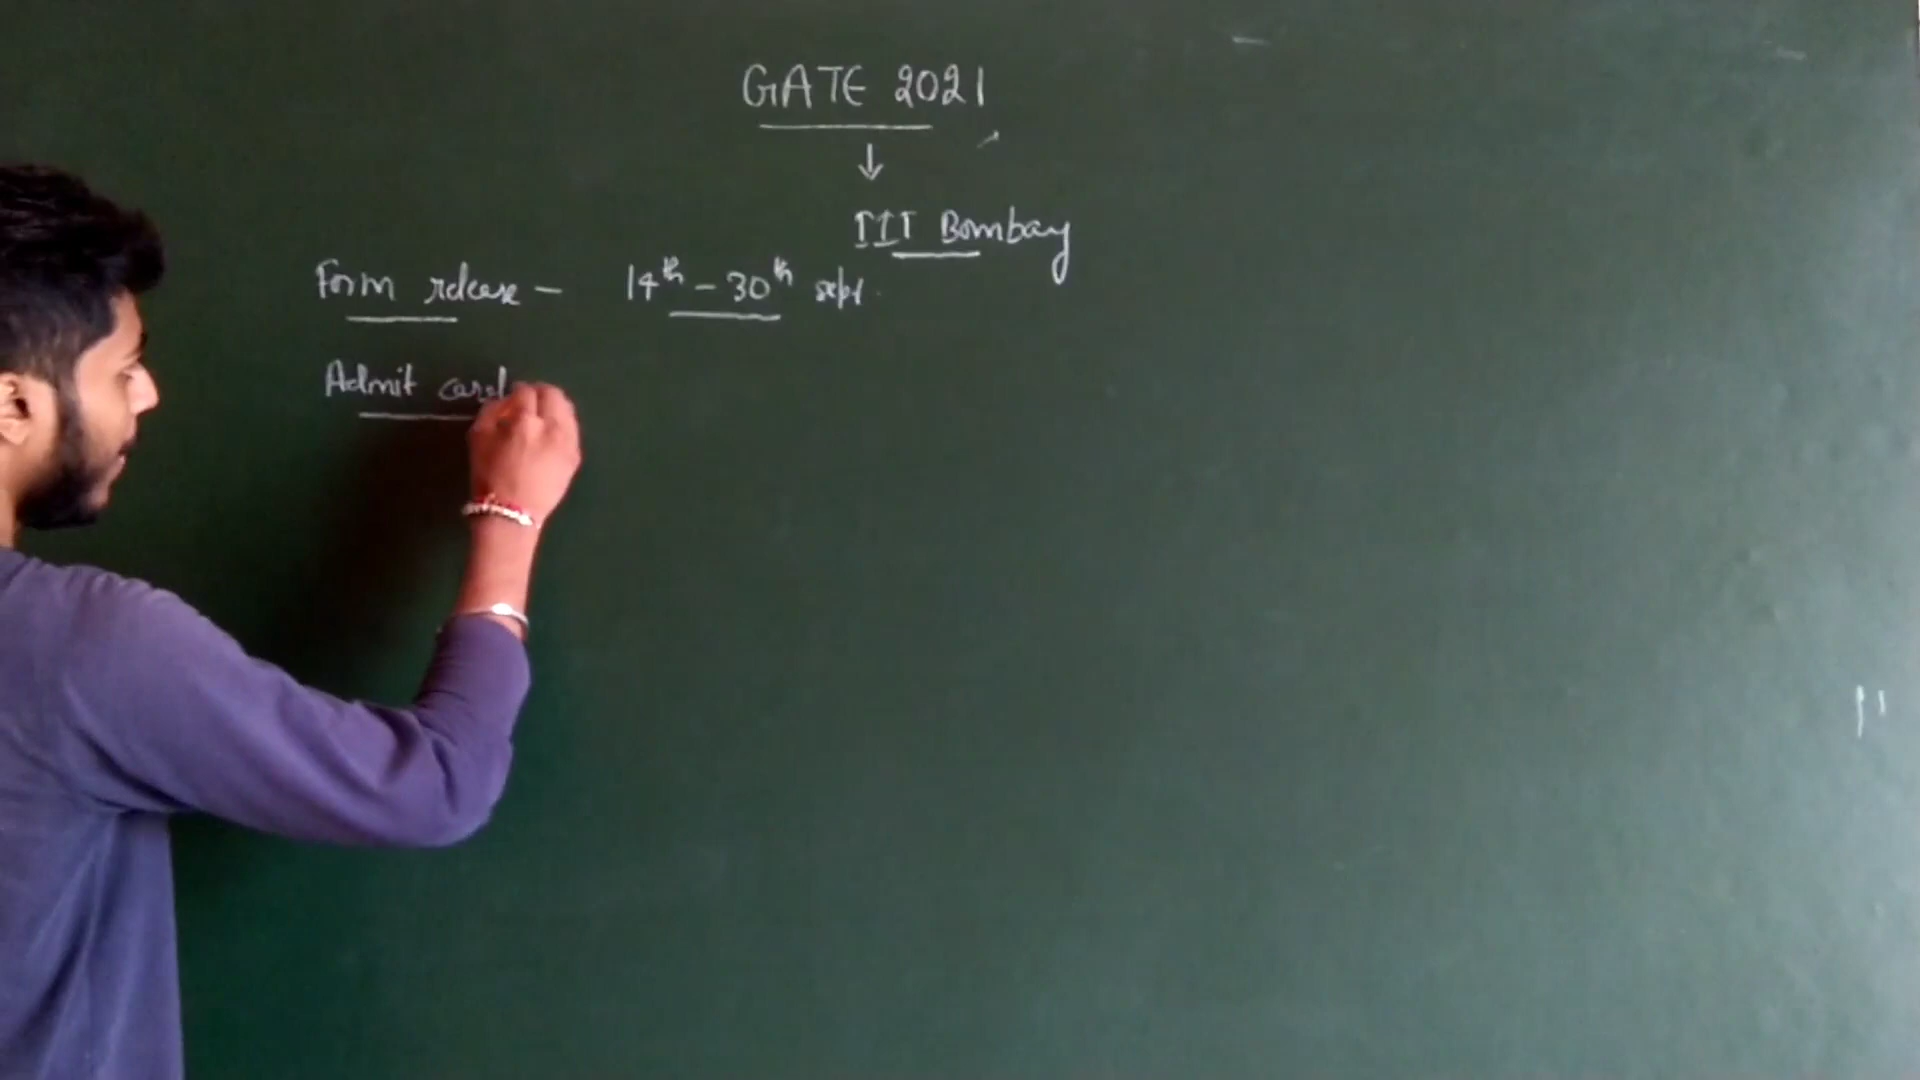 GATE 2021
↓
IIT Bombay
Form release - 14th - 30th sept.
Admit card